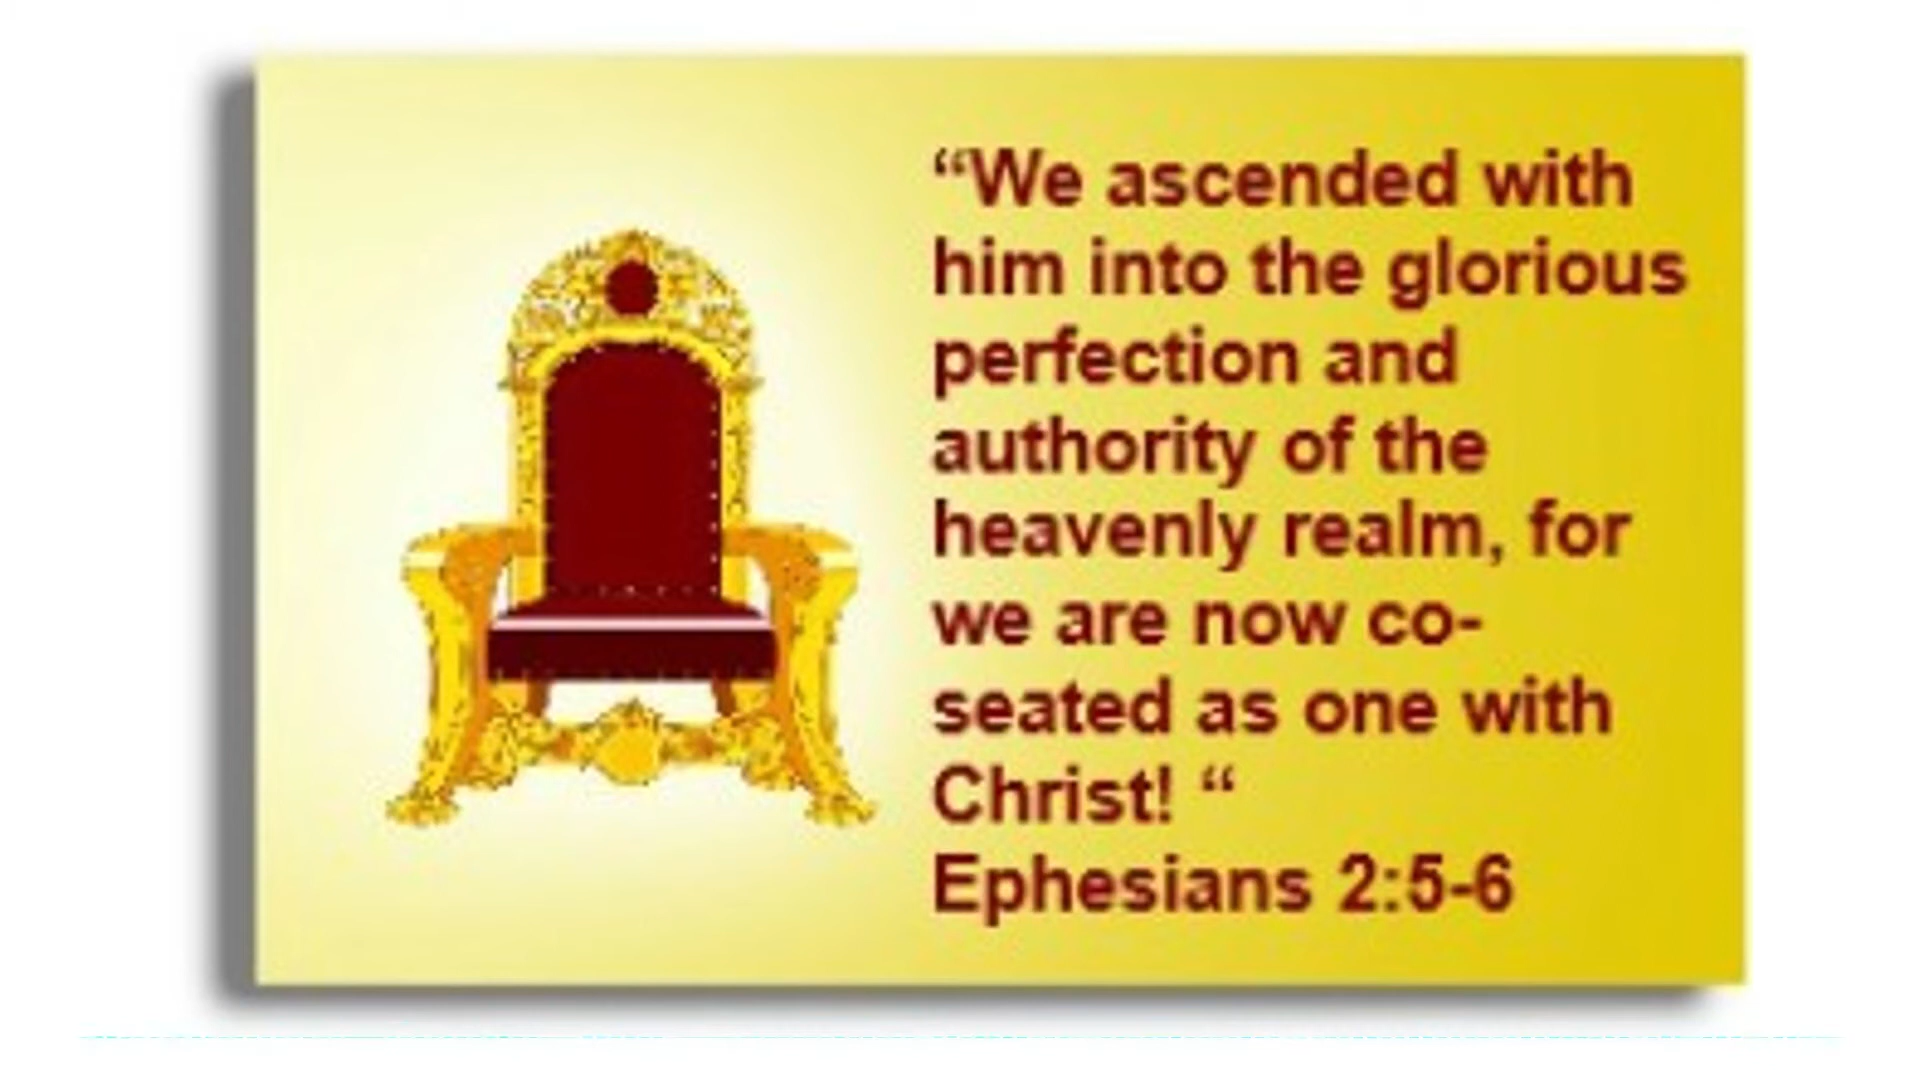 “We ascended with
him into the glorious
perfection and
authority of the
heavenly realm, for
we are now co-
seated as one with
Christ! “
Ephesians 2:5-6